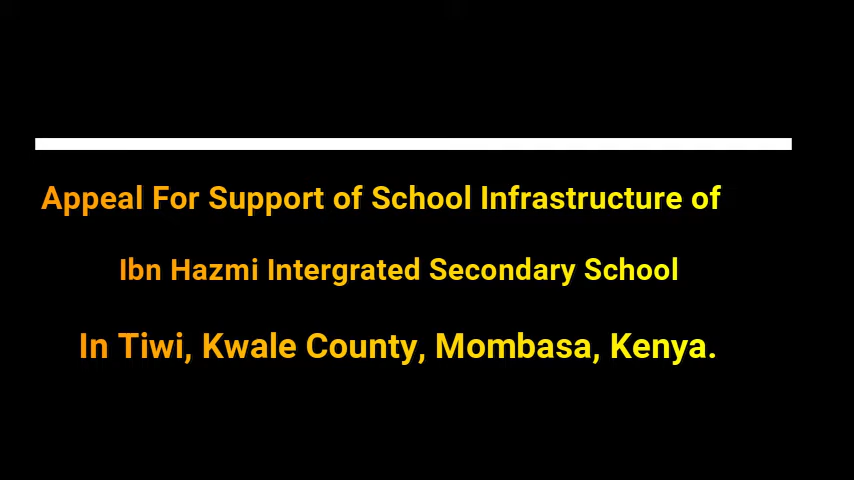 Appeal For Support of School Infrastructure of
Ibn Hazmi Intergrated Secondary School
In Tiwi, Kwale County, Mombasa, Kenya.